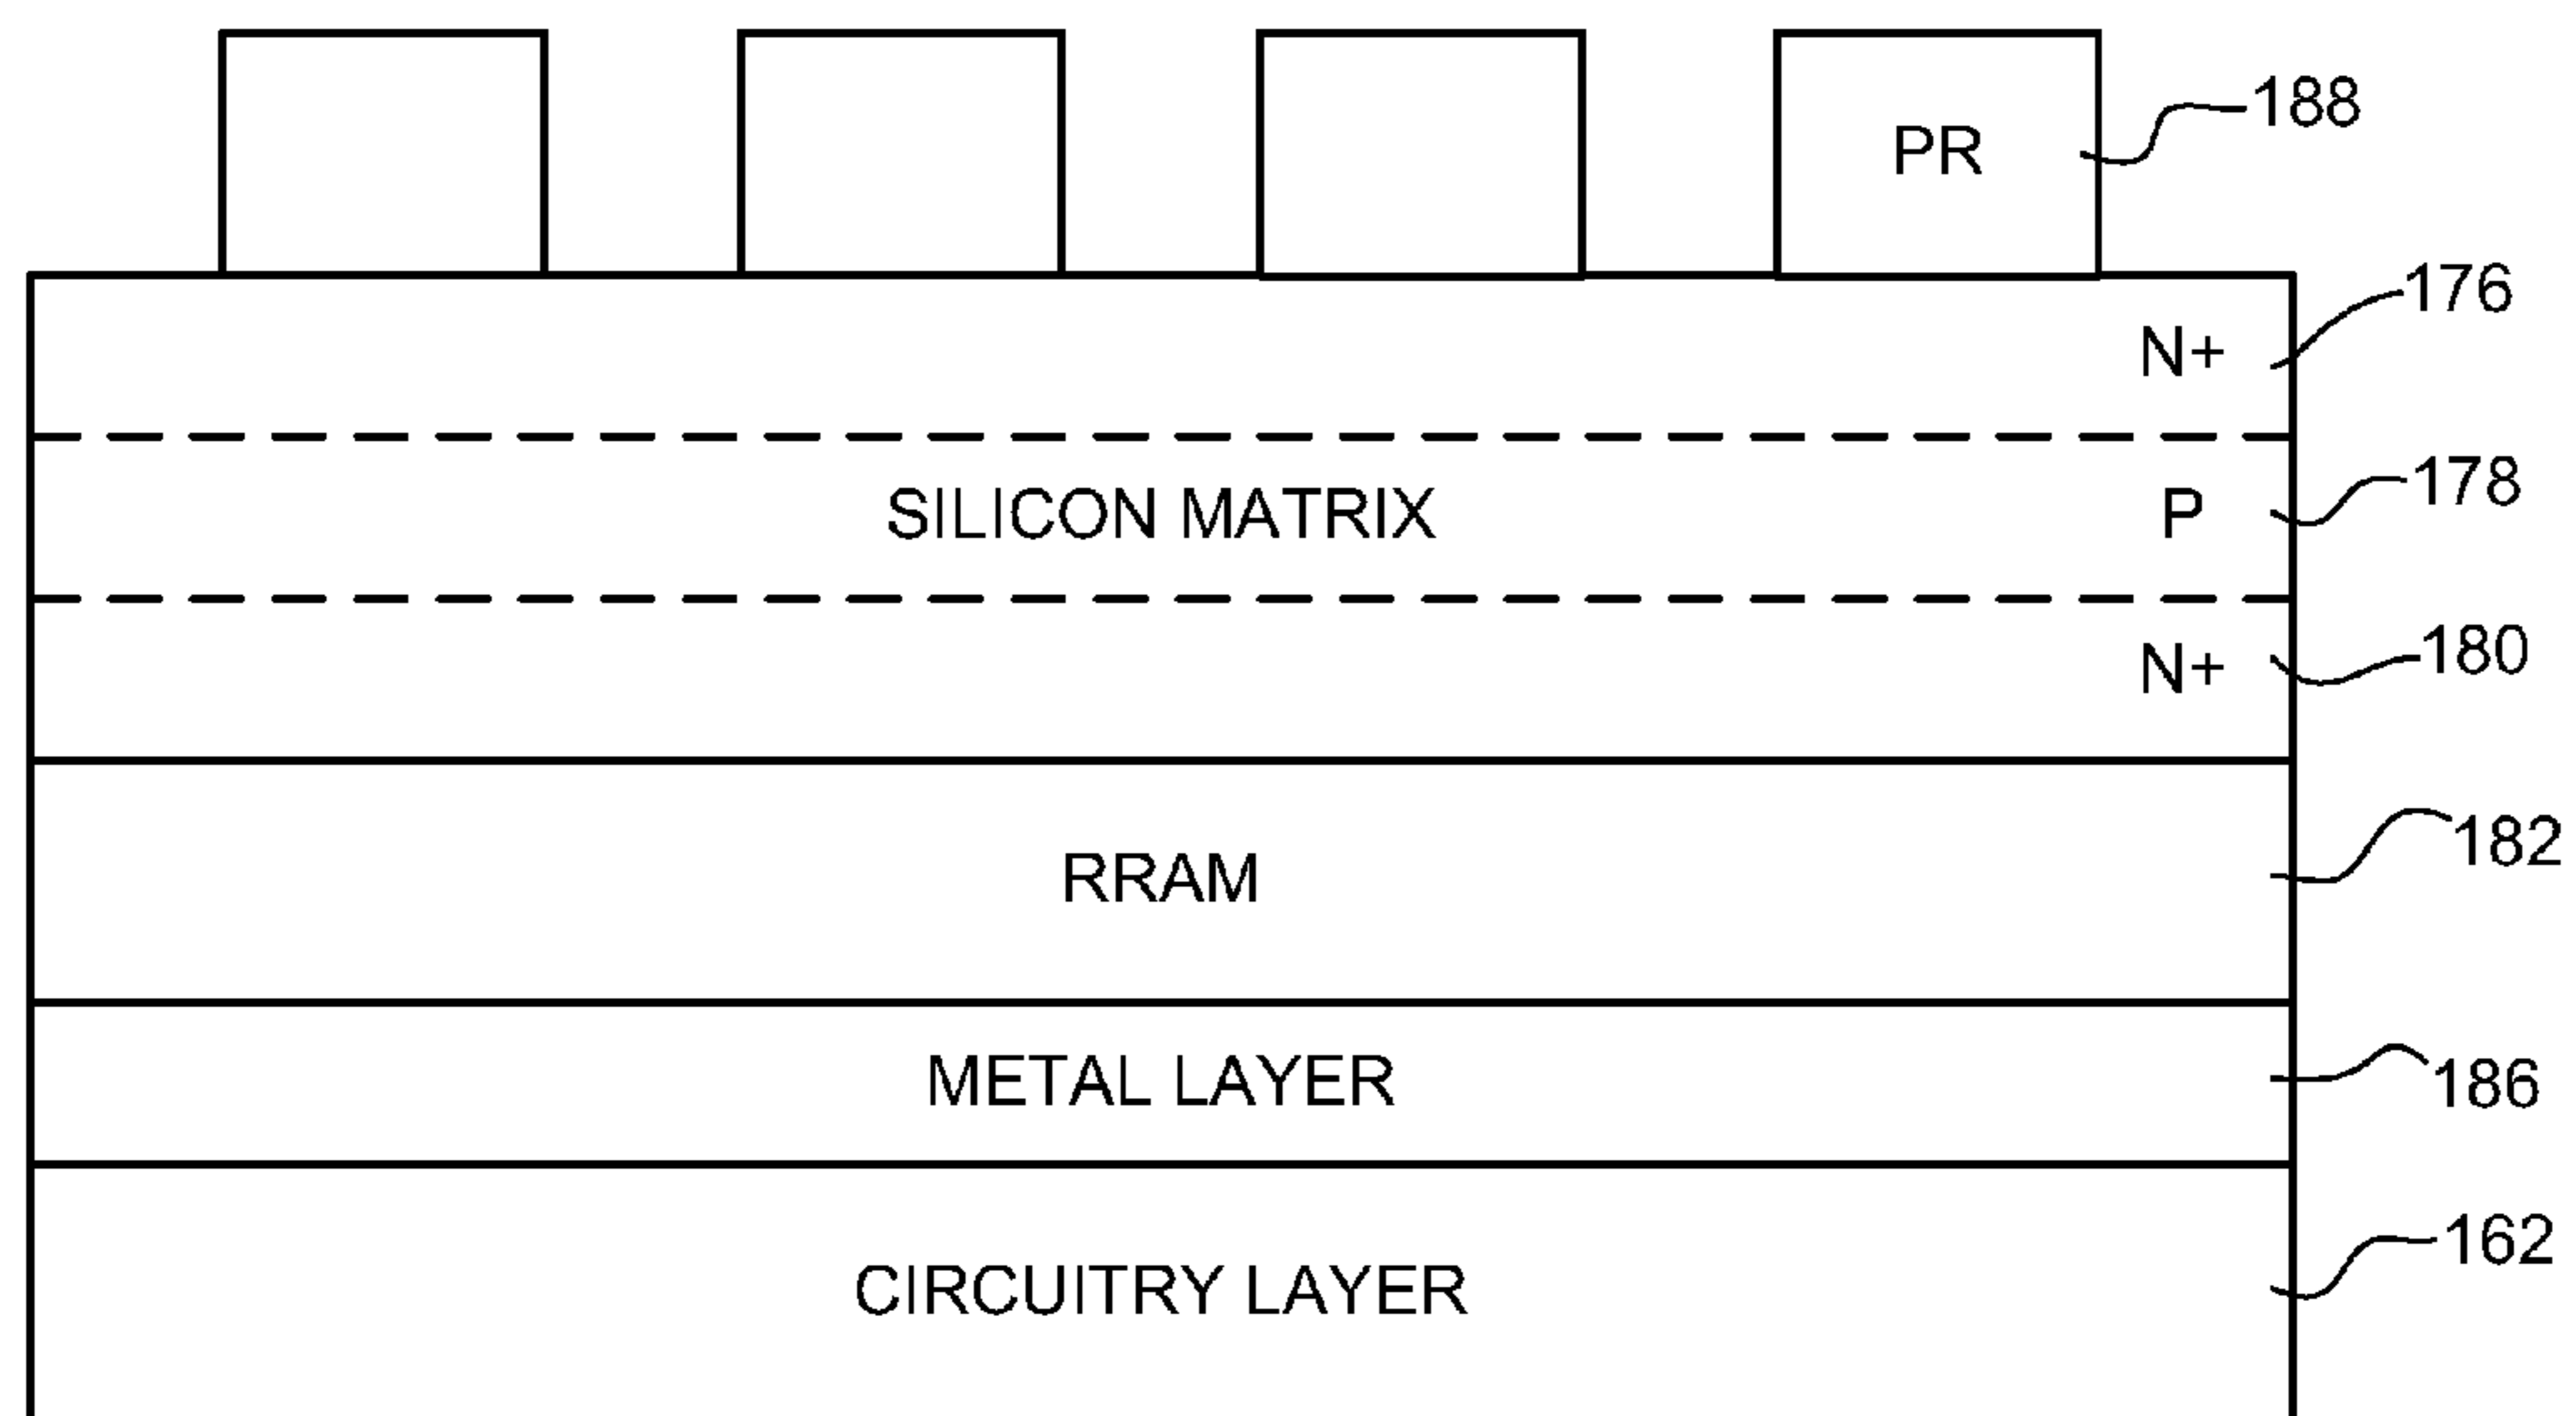 188
PR
176
N+
178
SILICON MATRIX P
180
N+
182
RRAM
186
METAL LAYER
162
CIRCUITRY LAYER